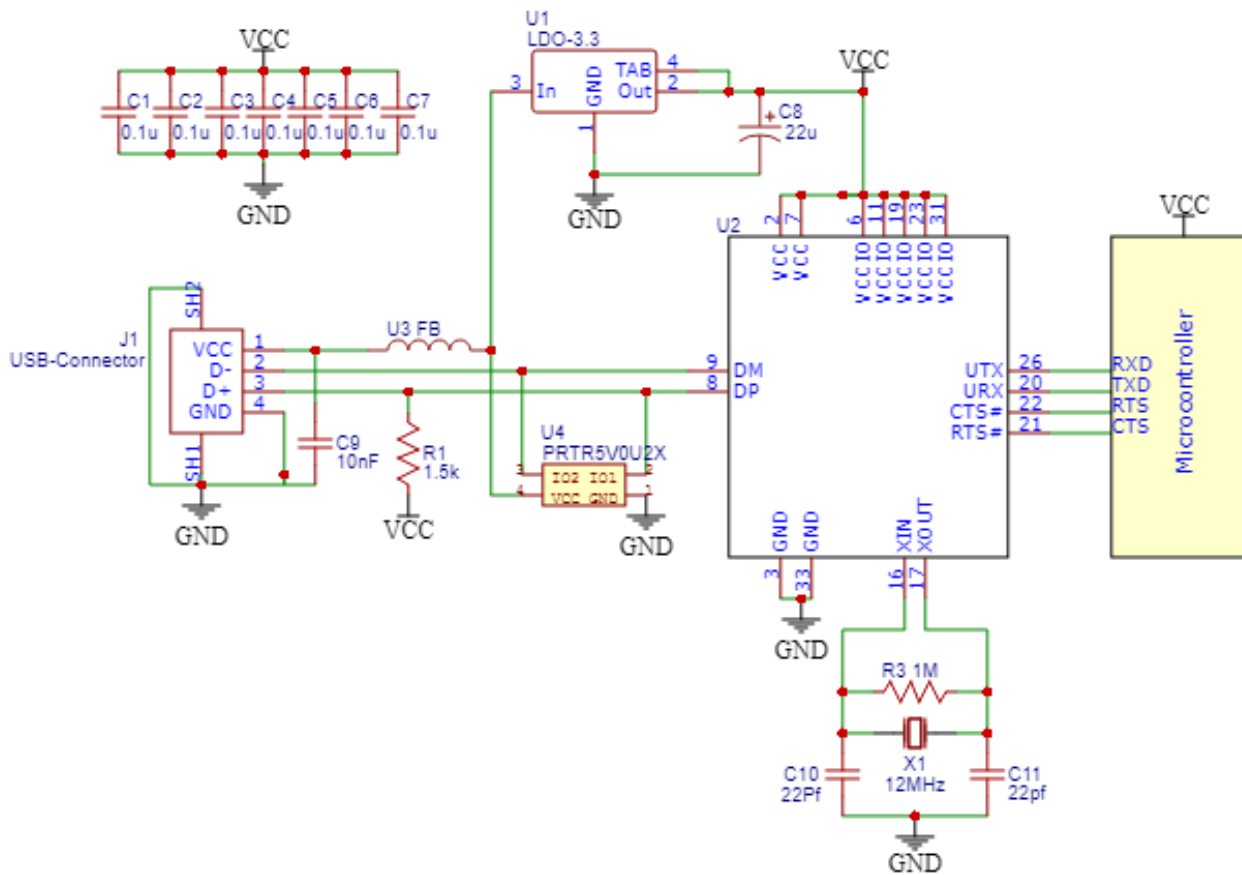 VCC
C1
C2
C3
C4
C5
C6
C7
0.1u
0.1u
0.1u
0.1u
0.1u
0.1u
0.1u
GND
U1
LDO-3.3
3
In
GND
1
TAB
4
Out
2
GND
VCC
C8
22u
U2
2
7
6
11
19
23
31
VCC
VCC
VCCIO
VCCIO
VCCIO
VCCIO
VCCIO
VCC
J1
USB-Connector
SH2
VCC
1
D-
2
D+
3
GND
4
SH1
GND
U3 FB
C9
10nF
R1
1.5k
VCC
U4
PRTR5V0U2X
3
IO2 IO1
2
4
VCC GND
1
GND
9
DM
8
DP
UTX
26
RXD
URX
20
TXD
CTS#
22
RTS
RTS#
21
CTS
Microcontroller
GND
GND
3
33
GND
XIN
XOUT
16
17
R3 1M
X1
12MHz
C10
22Pf
C11
22pf
GND